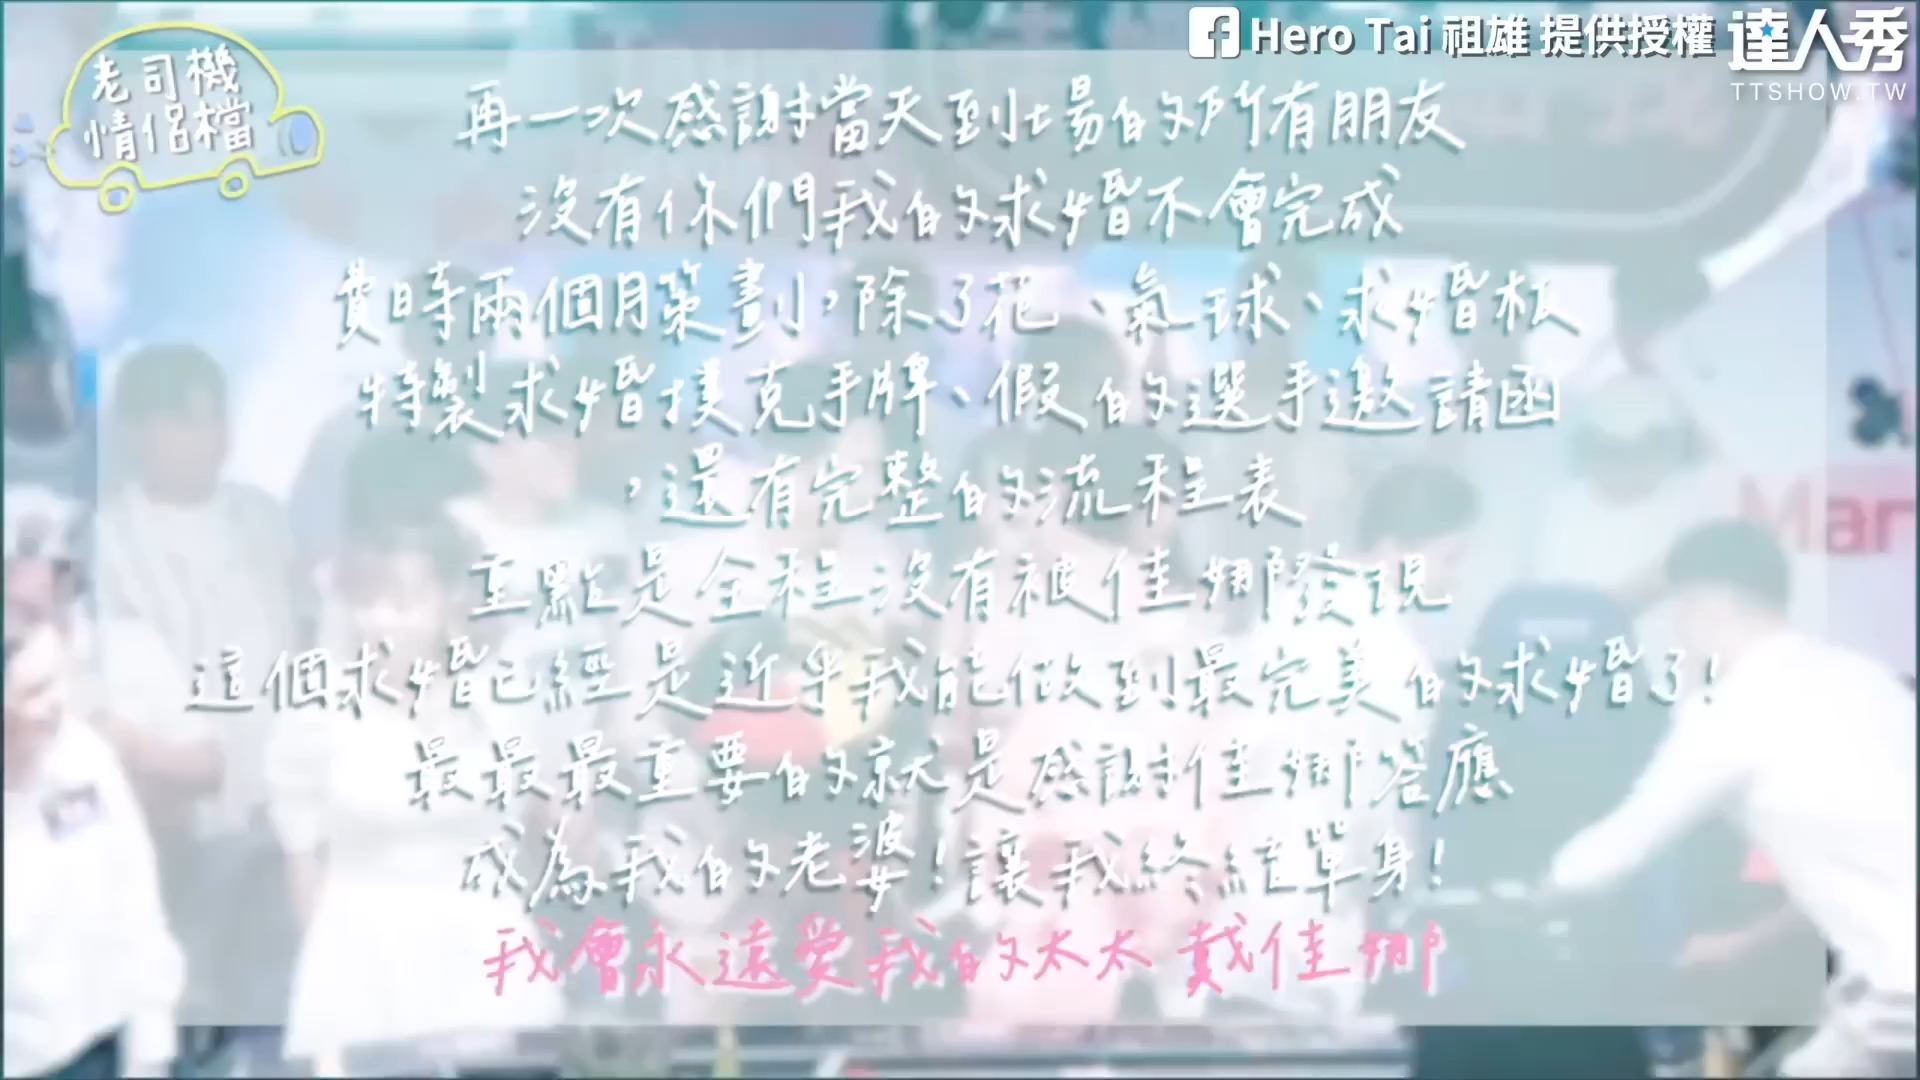 老司機
情侶檔
Hero Tai 祖雄 提供授權
達人秀
TTSHOW.TW
再一次感謝當天到場的所有朋友
沒有你們我的求婚不會完成
費時兩個月策劃，除了花、氣球、求婚板
特製求婚撲克手牌、假的選手邀請函
，還有完整的流程表
重點是全程沒有被佳娜發現
這個求婚已經是近乎我能做到最完美的求婚了！
最最最重要的就是感謝佳娜答應
成為我的老婆！讓我終結單身！
我會永遠愛我的太太 戴佳娜
Mar